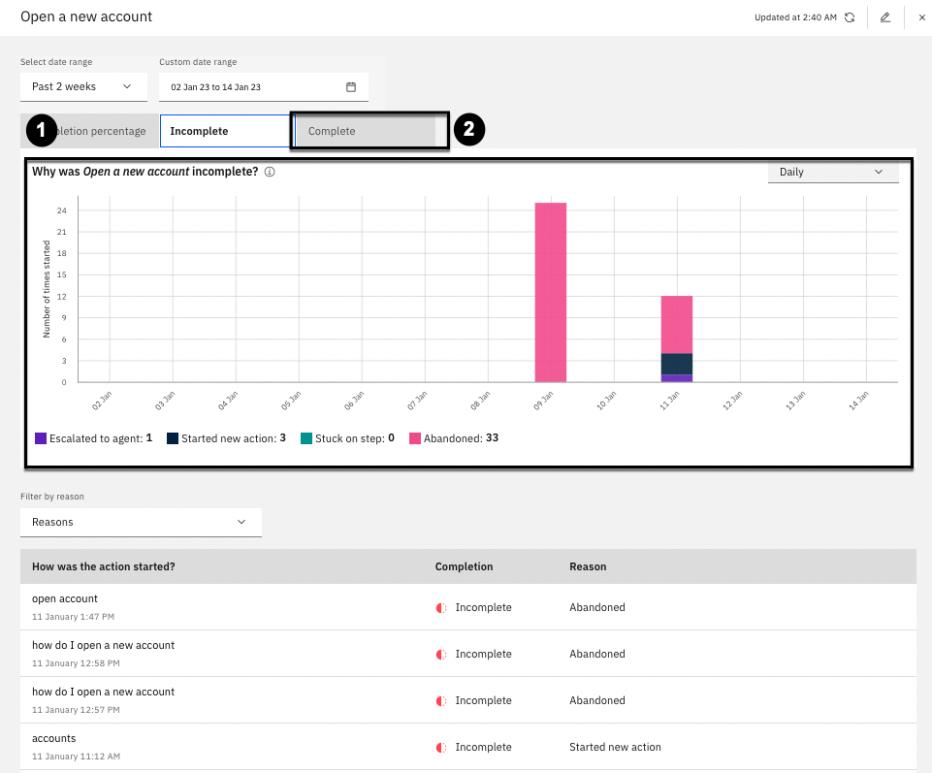 Open a new account
Updated at 2:40 AM
Select date range
Custom date range
Past 2 weeks
02 Jan 23 to 14 Jan 23
1
letion percentage
Incomplete
Complete
2
Why was Open a new account incomplete?
Daily
Number of times started
24
21
18
15
12
9
6
3
0
02 Jan
03 Jan
04 Jan
05 Jan
06 Jan
07 Jan
08 Jan
09 Jan
10 Jan
11 Jan
12 Jan
13 Jan
14 Jan
Escalated to agent: 1 Started new action: 3 Stuck on step: 0 Abandoned: 33
Filter by reason
Reasons
How was the action started? Completion Reason
open account
11 January 1:47 PM
Incomplete Abandoned
how do I open a new account
11 January 12:58 PM
Incomplete Abandoned
how do I open a new account
11 January 12:57 PM
Incomplete Abandoned
accounts
11 January 11:12 AM
Incomplete Started new action